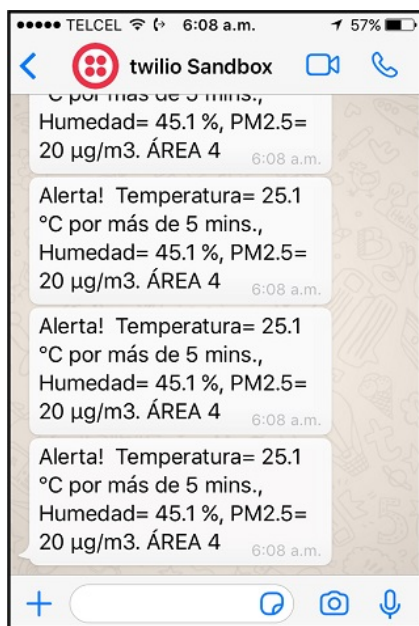 TELCEL 6:08 a.m. 57%
twilio Sandbox
°C por más de 5 mins.,
Humedad= 45.1 %, PM2.5=
20 µg/m3. ÁREA 4 6:08 a.m.
Alerta! Temperatura= 25.1
°C por más de 5 mins.,
Humedad= 45.1 %, PM2.5=
20 µg/m3. ÁREA 4 6:08 a.m.
Alerta! Temperatura= 25.1
°C por más de 5 mins.,
Humedad= 45.1 %, PM2.5=
20 µg/m3. ÁREA 4 6:08 a.m.
Alerta! Temperatura= 25.1
°C por más de 5 mins.,
Humedad= 45.1 %, PM2.5=
20 µg/m3. ÁREA 4 6:08 a.m.